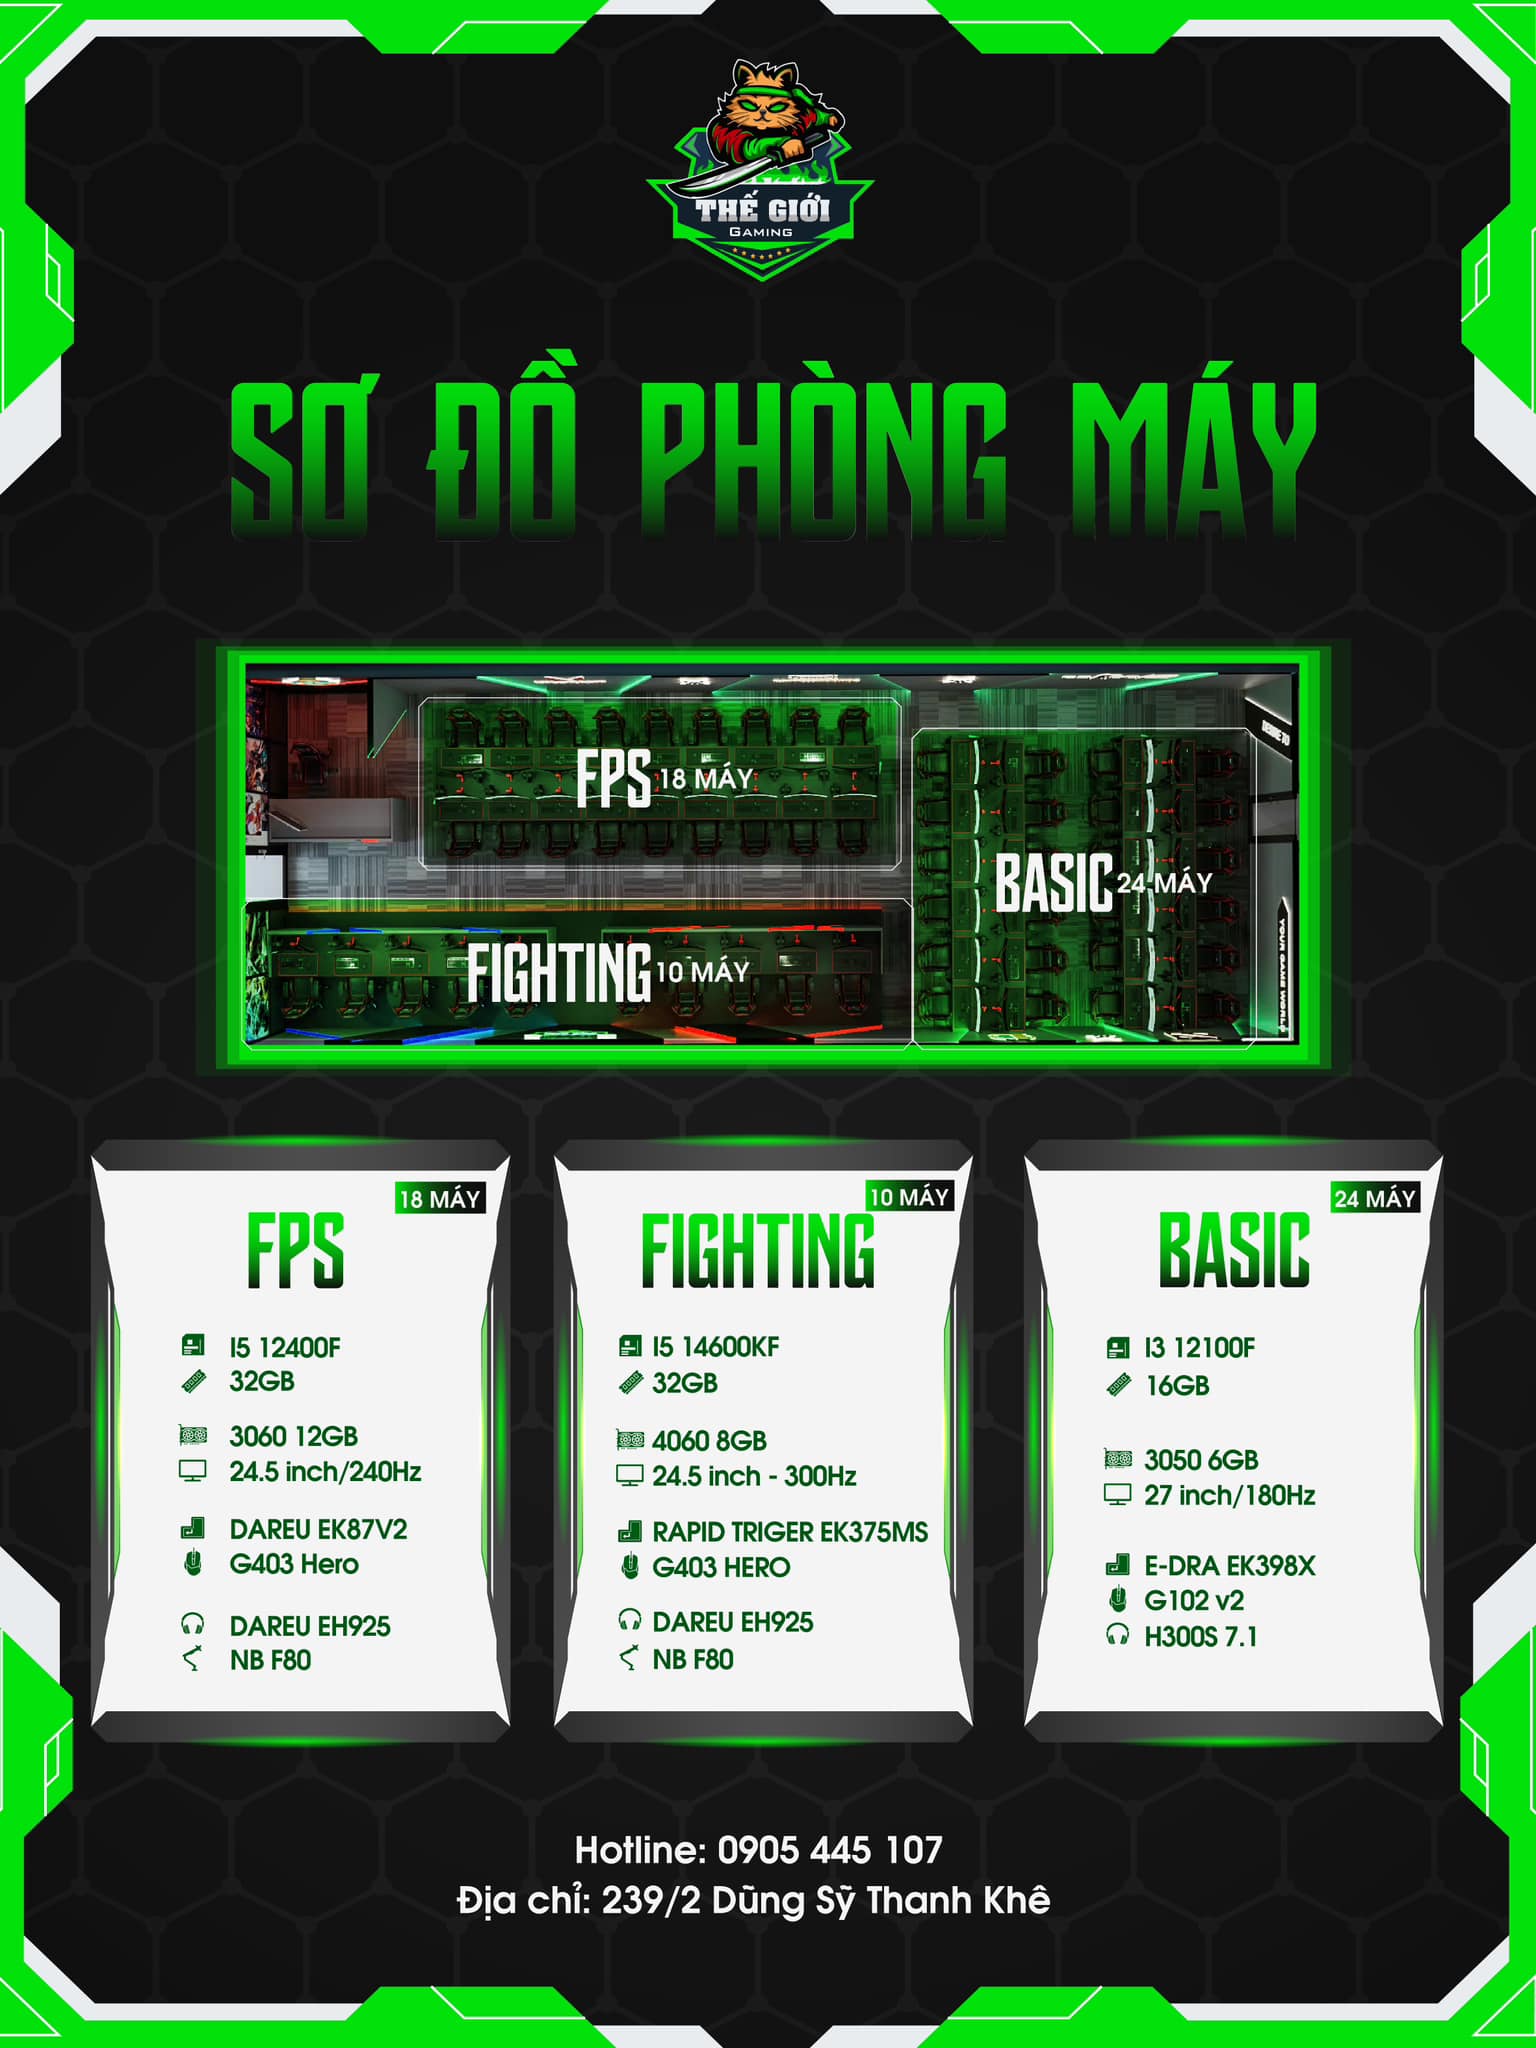 THẾ GIỚI
GAMING
SƠ ĐỒ PHÒNG MÁY
FPS 18 MÁY
BASIC 24 MÁY
FIGHTING 10 MÁY
YOUR GAME WORLD
18 MÁY
FPS
I5 12400F
32GB
3060 12GB
24.5 inch/240Hz
DAREU EK87V2
G403 Hero
DAREU EH925
NB F80
10 MÁY
FIGHTING
I5 14600KF
32GB
4060 8GB
24.5 inch - 300Hz
RAPID TRIGER EK375MS
G403 HERO
DAREU EH925
NB F80
24 MÁY
BASIC
I3 12100F
16GB
3050 6GB
27 inch/180Hz
E-DRA EK398X
G102 v2
H300S 7.1
Hotline: 0905 445 107
Địa chỉ: 239/2 Dũng Sỹ Thanh Khê